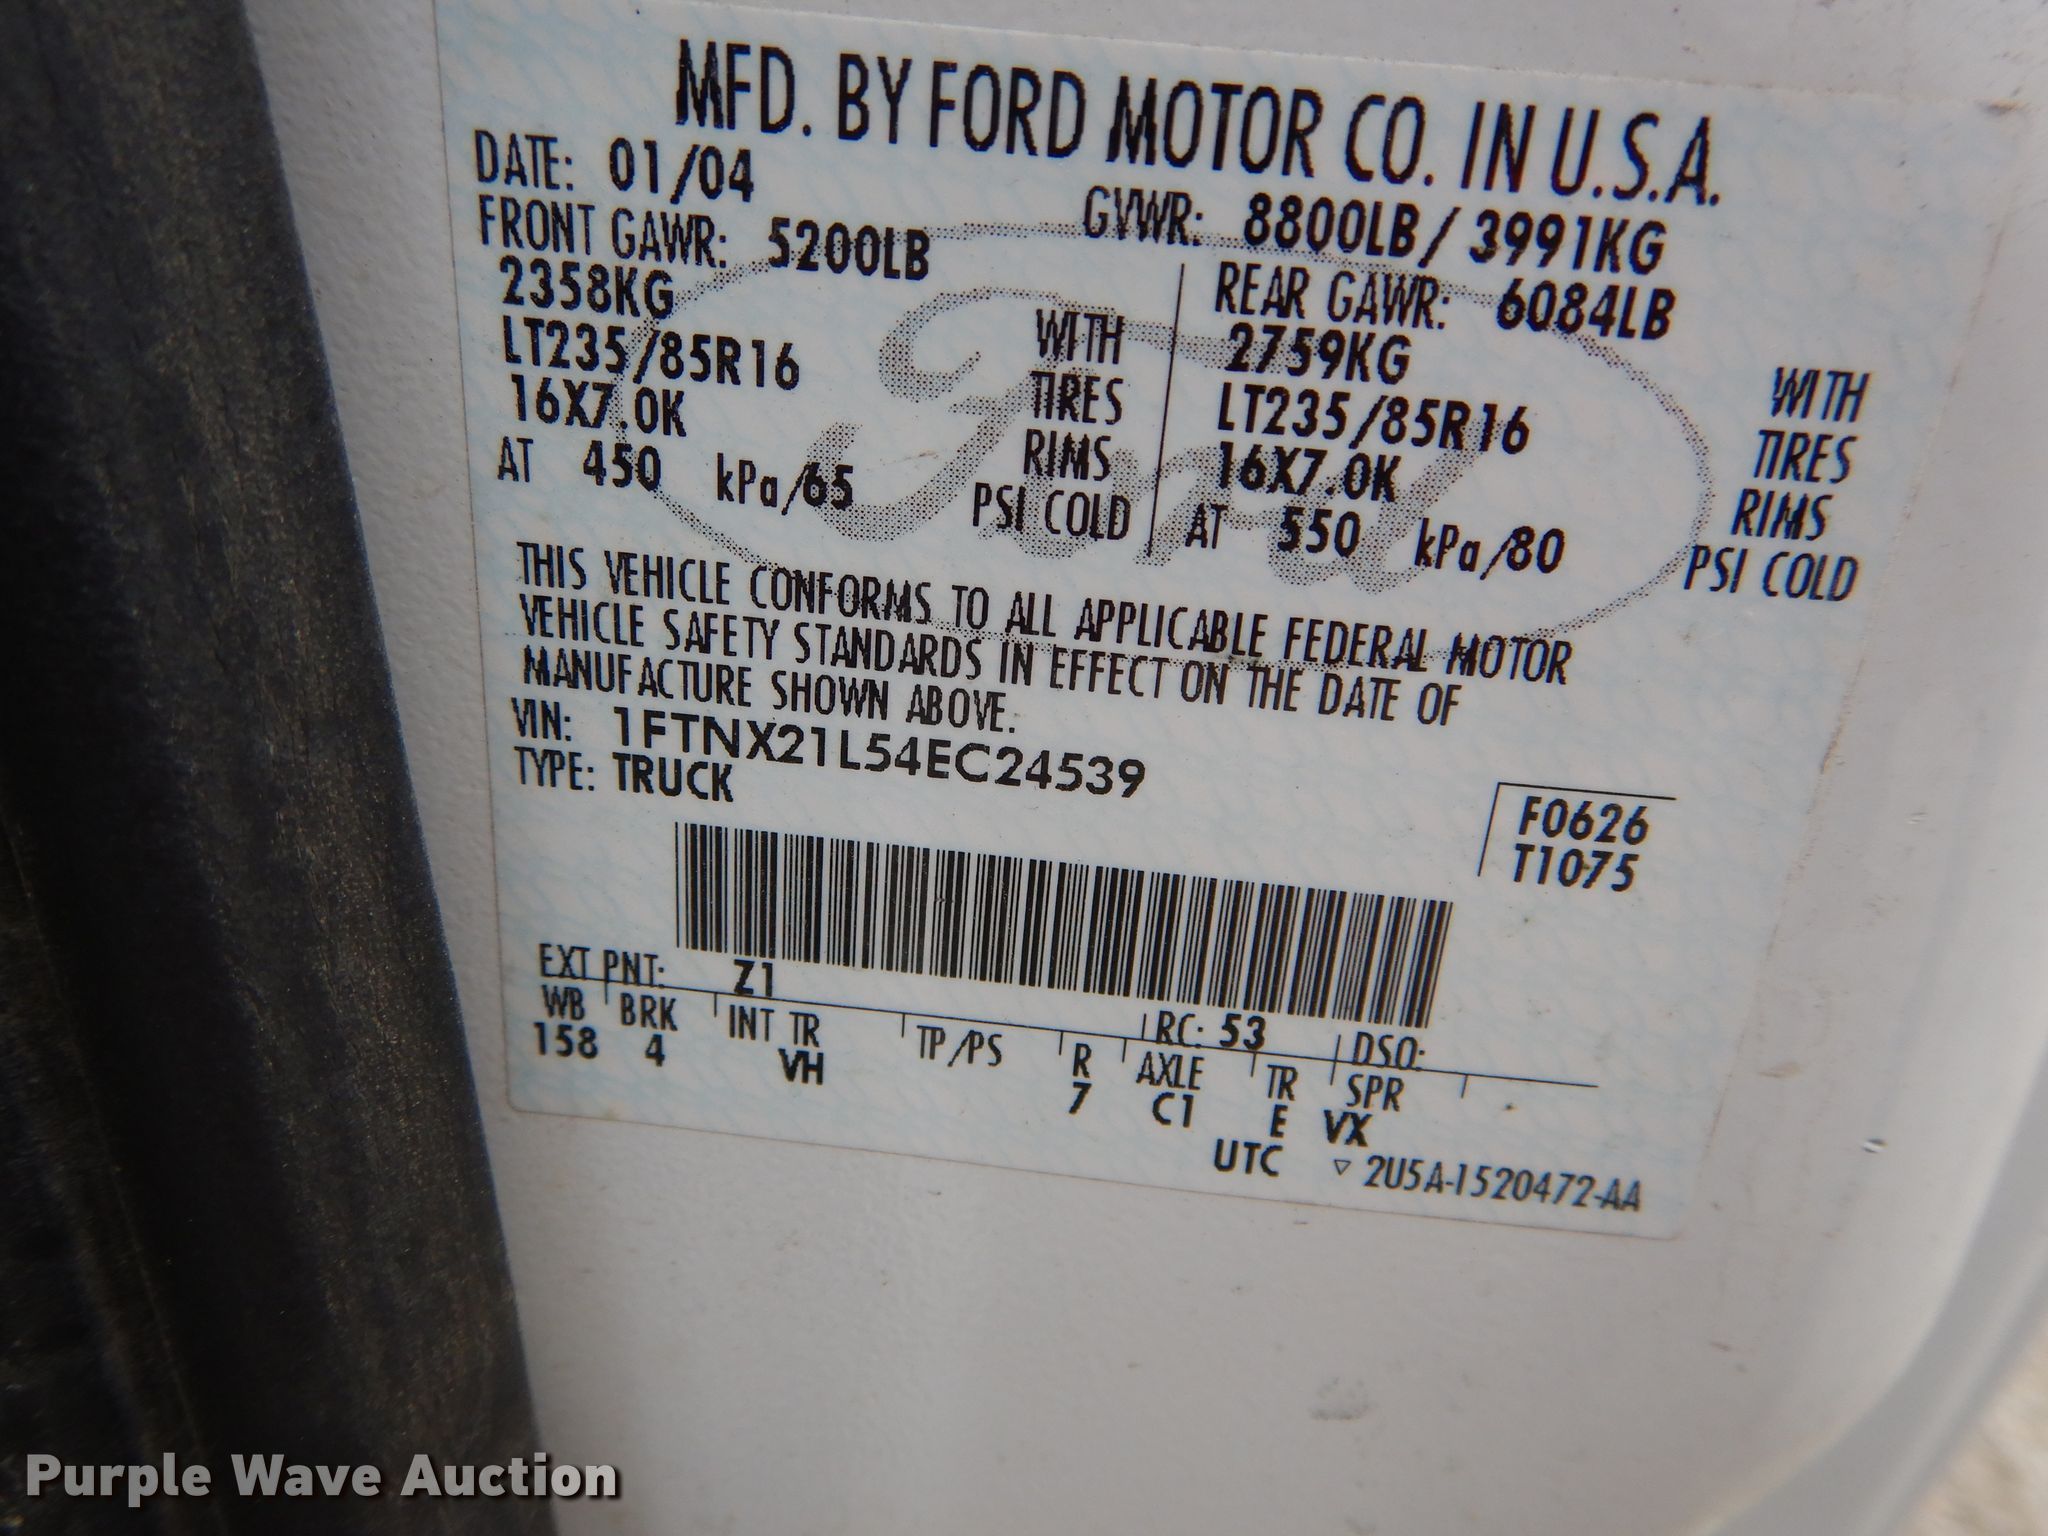 MFD. BY FORD MOTOR CO. IN U.S.A.
DATE: 01/04 GVWR: 8800LB/ 3991KG
FRONT GAWR: 5200LB REAR GAWR: 6084LB
2358KG WITH 2759KG WITH
LT235/85R16 TIRES LT235/85R16 TIRES
16X7.0K RIMS 16X7.0K RIMS
AT 450 kPa/65 PSI COLD AT 550 kPa/80 PSI COLD
THIS VEHICLE CONFORMS TO ALL APPLICABLE FEDERAL MOTOR
VEHICLE SAFETY STANDARDS IN EFFECT ON THE DATE OF
MANUFACTURE SHOWN ABOVE.
VIN: 1FTNX21L54EC24539
TYPE: TRUCK
F0626
T1075
EXT PNT: Z1 RC: 53 DSO:
WB BRK INT TR TP/PS R AXLE TR SPR
158 4 VH 7 C1 E VX
UTC ▽ 2U5A-1520472-AA
Ford
Purple Wave Auction